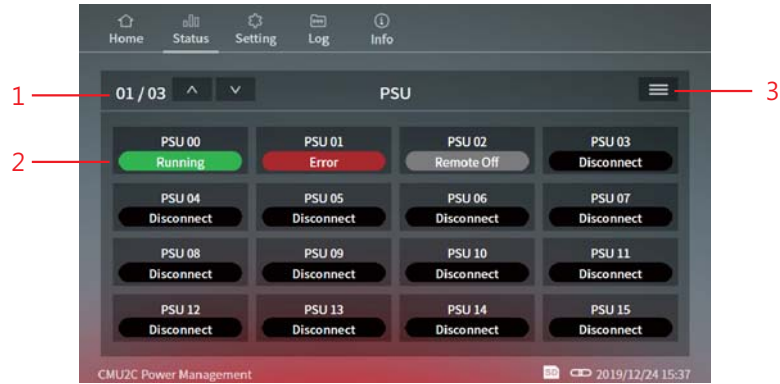 Home Status Setting Log Info
1 01 / 03 PSU 3
PSU 00 PSU 01 PSU 02 PSU 03
2 Running Error Remote Off Disconnect
PSU 04 PSU 05 PSU 06 PSU 07
Disconnect Disconnect Disconnect Disconnect
PSU 08 PSU 09 PSU 10 PSU 11
Disconnect Disconnect Disconnect Disconnect
PSU 12 PSU 13 PSU 14 PSU 15
Disconnect Disconnect Disconnect Disconnect
CMU2C Power Management SD 2019/12/24 15:37